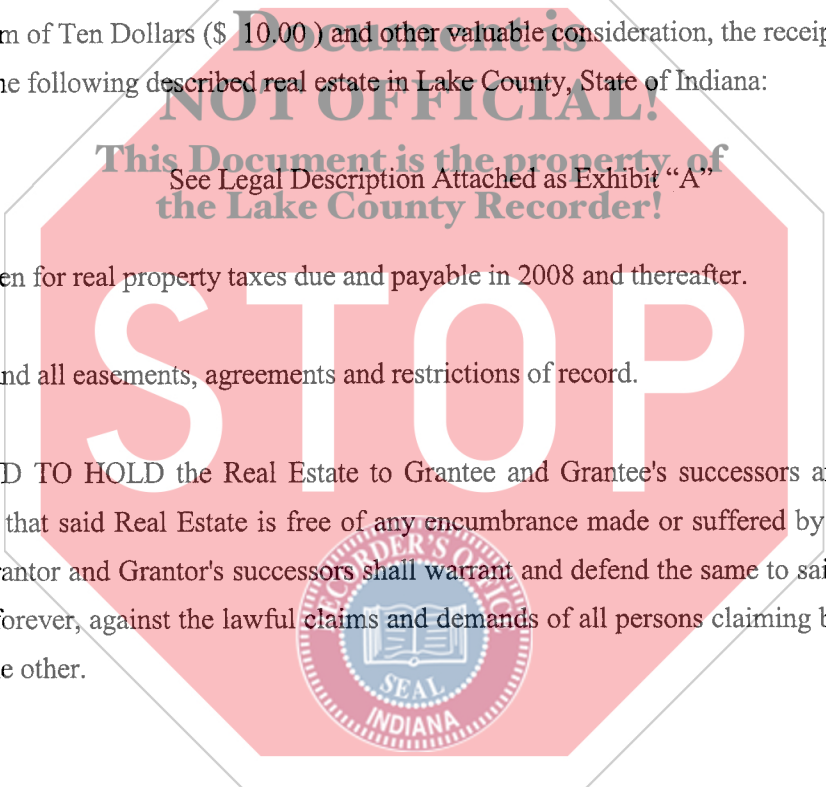 m of Ten Dollars ($ 10.00 ) and other valuable consideration, the receip
Document is
ne following described real estate in Lake County, State of Indiana:
NOT OFFICIAL!
This Document is the property of
See Legal Description Attached as Exhibit “A”
the Lake County Recorder!
en for real property taxes due and payable in 2008 and thereafter.
STOP
nd all easements, agreements and restrictions of record.
D TO HOLD the Real Estate to Grantee and Grantee's successors a
that said Real Estate is free of any encumbrance made or suffered by
rantor and Grantor's successors shall warrant and defend the same to sai
forever, against the lawful claims and demands of all persons claiming b
e other.
RECORDER'S OFFICE
SEAL
INDIANA